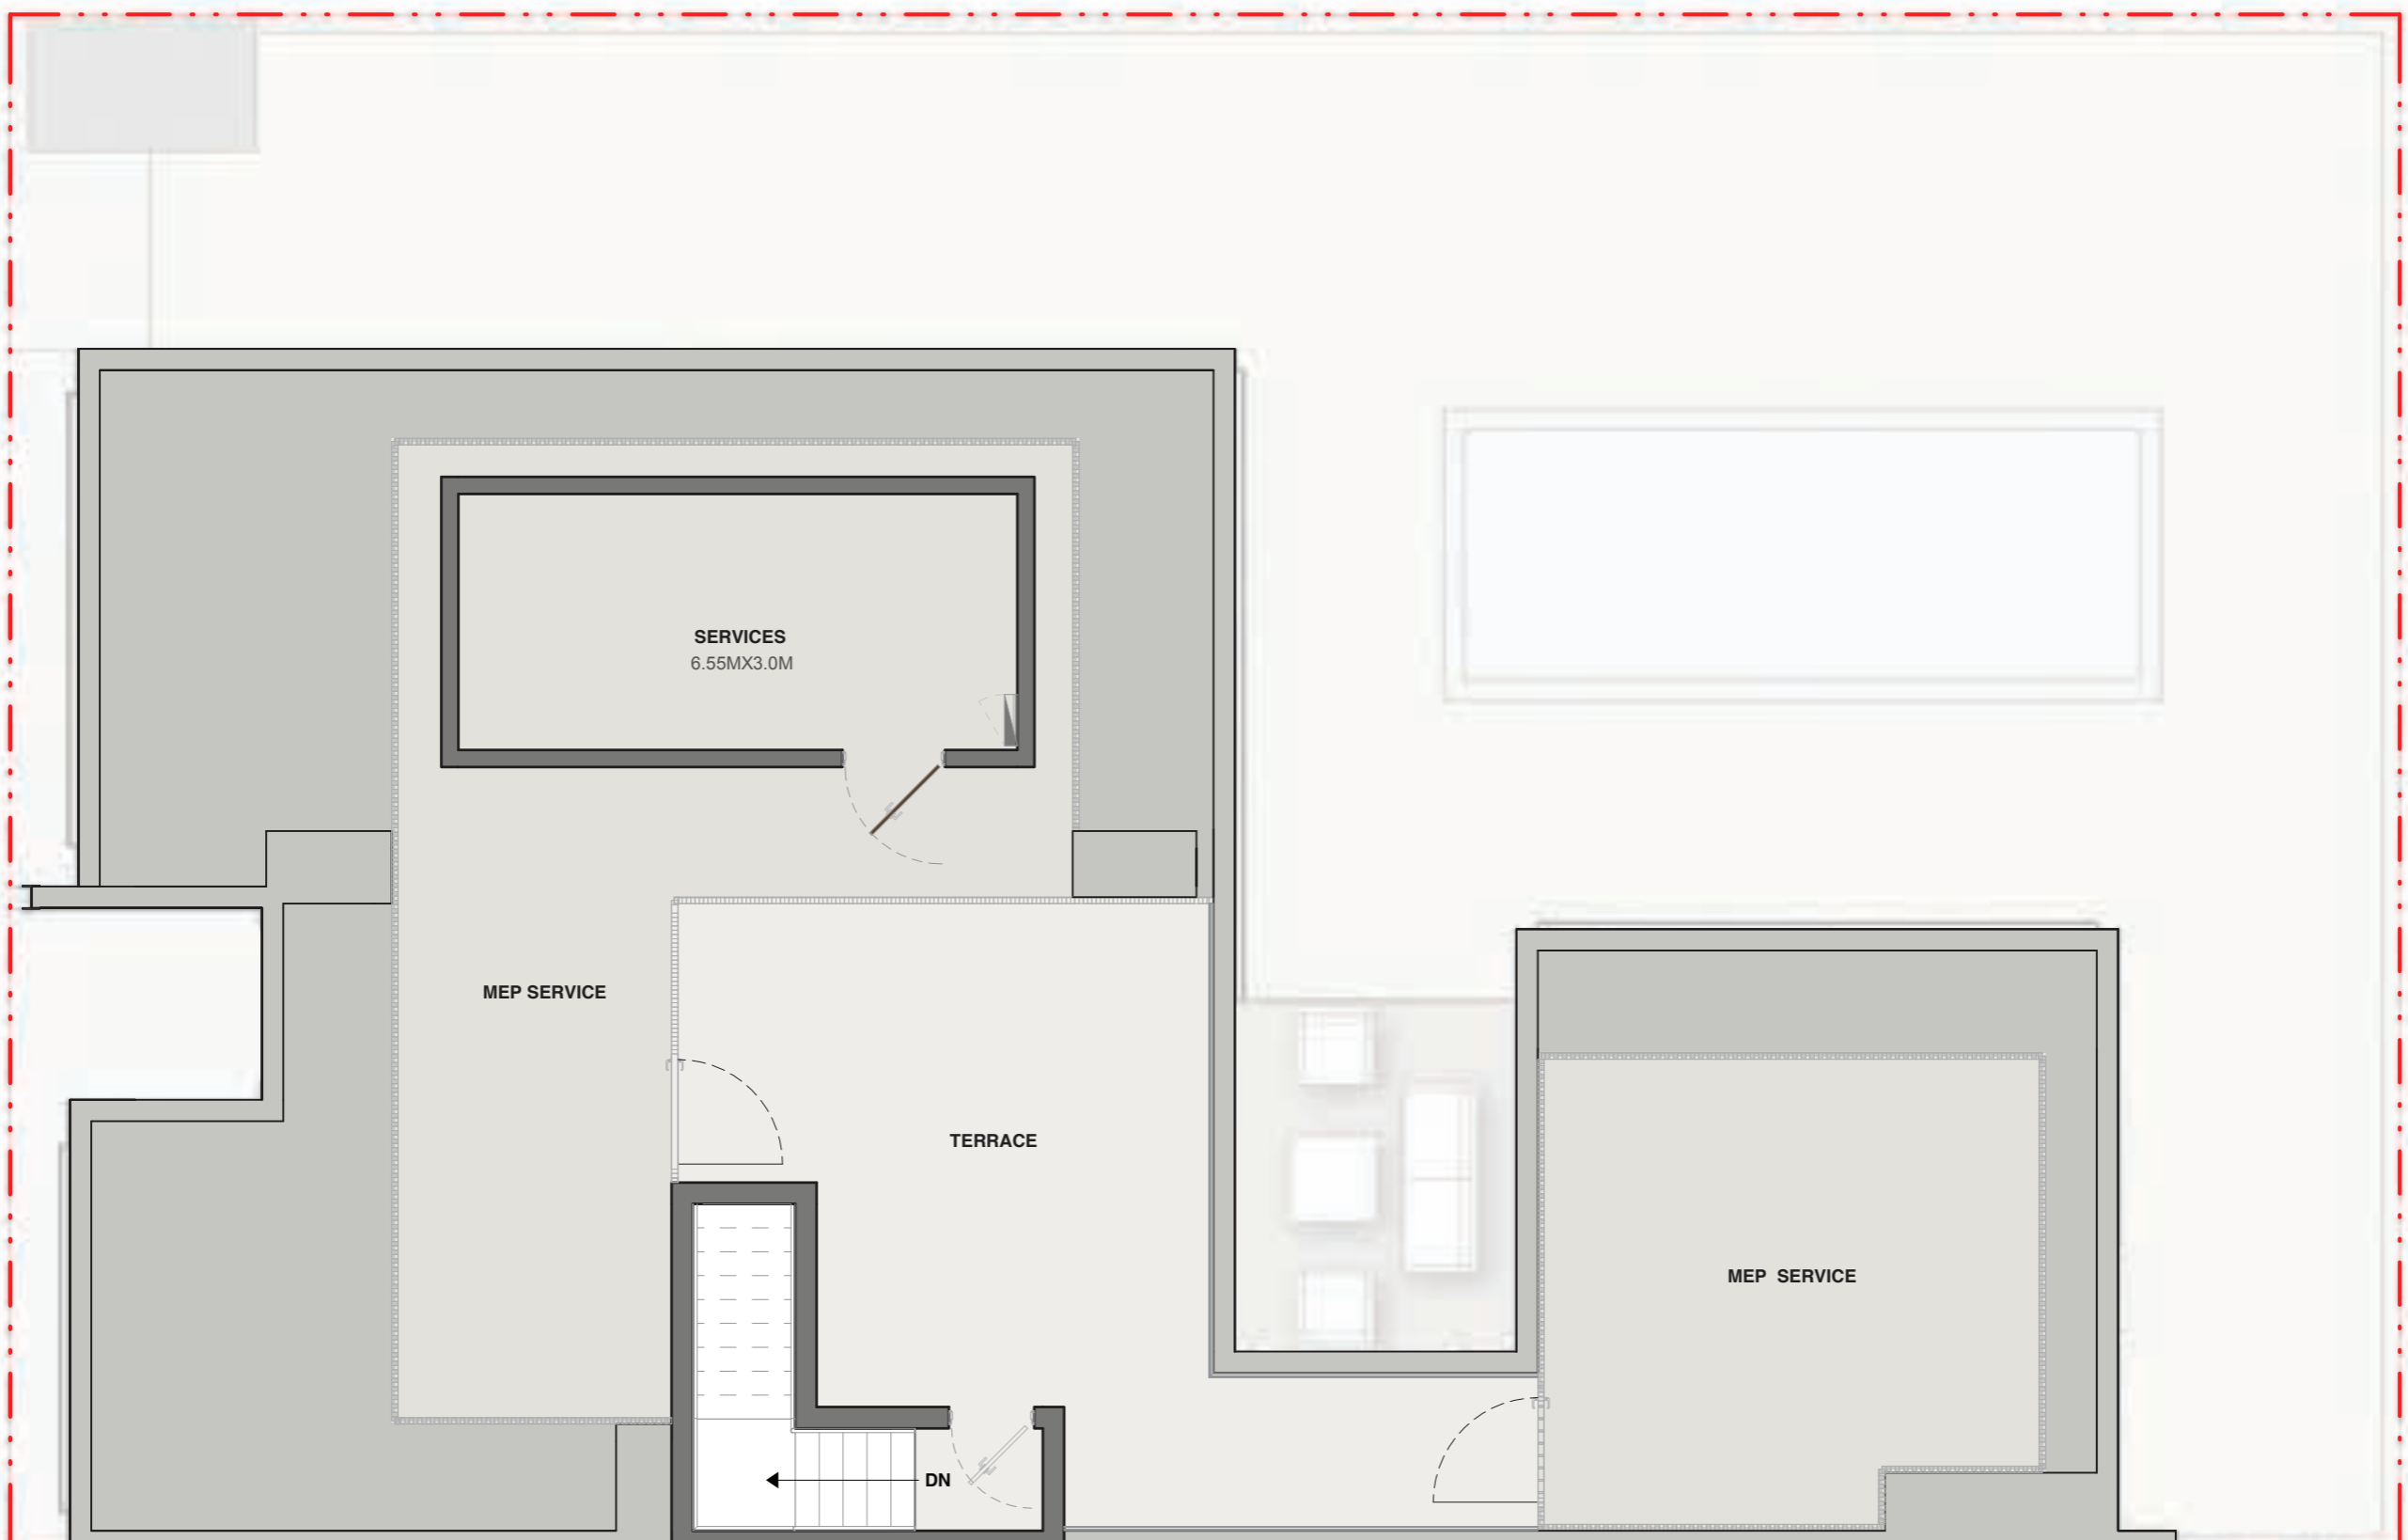 SERVICES
6.55MX3.0M
MEP SERVICE
TERRACE
MEP SERVICE
DN